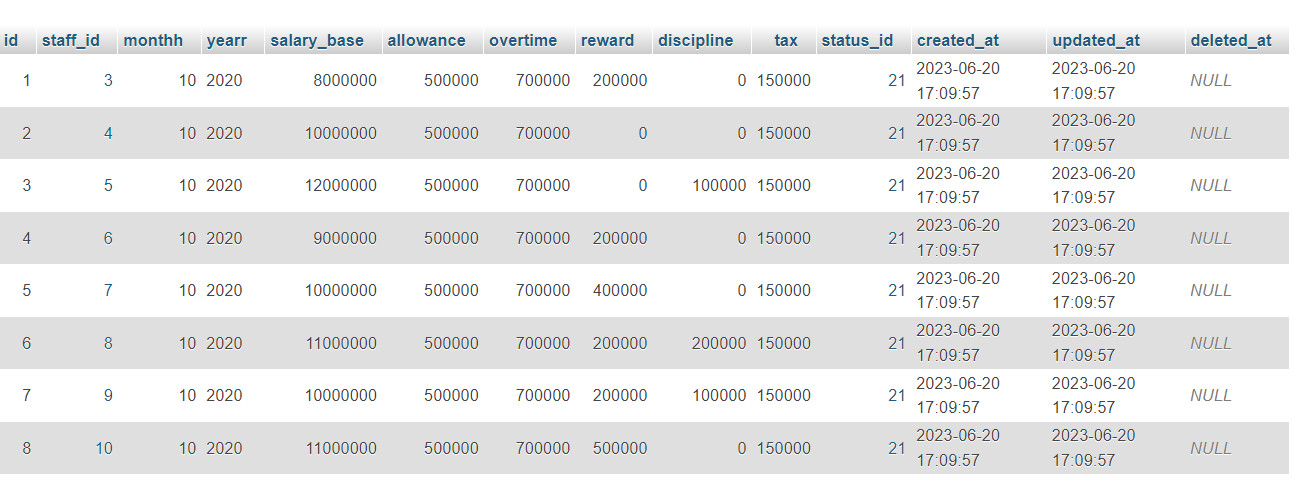 id staff_id monthh yearr salary_base allowance overtime reward discipline tax status_id created_at updated_at deleted_at
1 3 10 2020 8000000 500000 700000 200000 0 150000 21 2023-06-20 17:09:57 2023-06-20 17:09:57 NULL
2 4 10 2020 10000000 500000 700000 0 0 150000 21 2023-06-20 17:09:57 2023-06-20 17:09:57 NULL
3 5 10 2020 12000000 500000 700000 0 100000 150000 21 2023-06-20 17:09:57 2023-06-20 17:09:57 NULL
4 6 10 2020 9000000 500000 700000 200000 0 150000 21 2023-06-20 17:09:57 2023-06-20 17:09:57 NULL
5 7 10 2020 10000000 500000 700000 400000 0 150000 21 2023-06-20 17:09:57 2023-06-20 17:09:57 NULL
6 8 10 2020 11000000 500000 700000 200000 200000 150000 21 2023-06-20 17:09:57 2023-06-20 17:09:57 NULL
7 9 10 2020 10000000 500000 700000 200000 100000 150000 21 2023-06-20 17:09:57 2023-06-20 17:09:57 NULL
8 10 10 2020 11000000 500000 700000 500000 0 150000 21 2023-06-20 17:09:57 2023-06-20 17:09:57 NULL